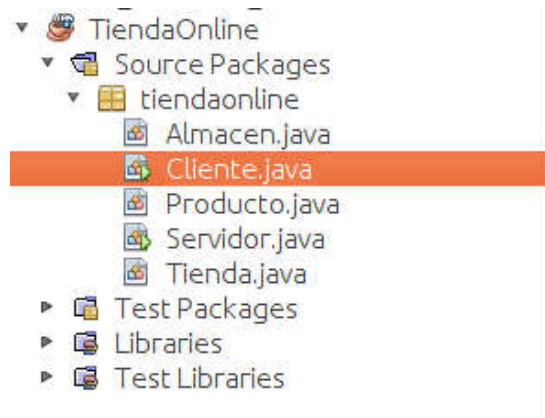 TiendaOnline
Source Packages
tiendaonline
Almacen.java
Cliente.java
Producto.java
Servidor.java
Tienda.java
Test Packages
Libraries
Test Libraries